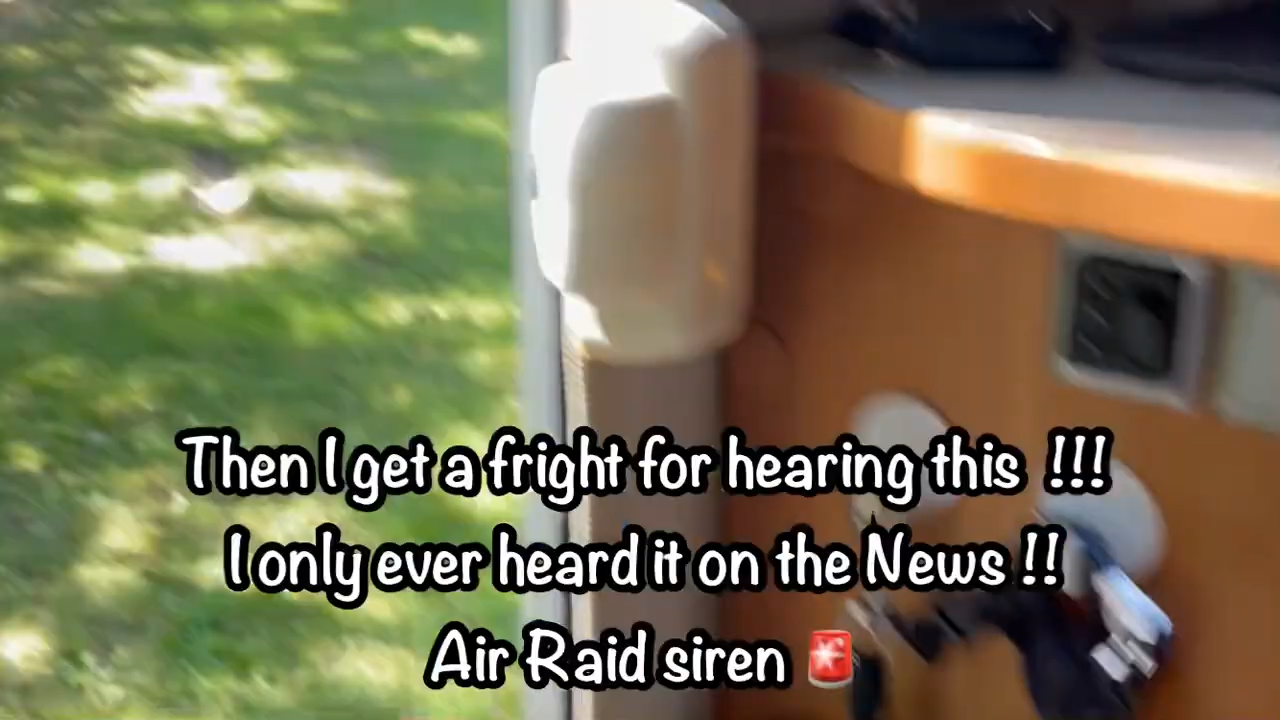 Then I get a fright for hearing this !!!
I only ever heard it on the News !!
Air Raid siren 🚨